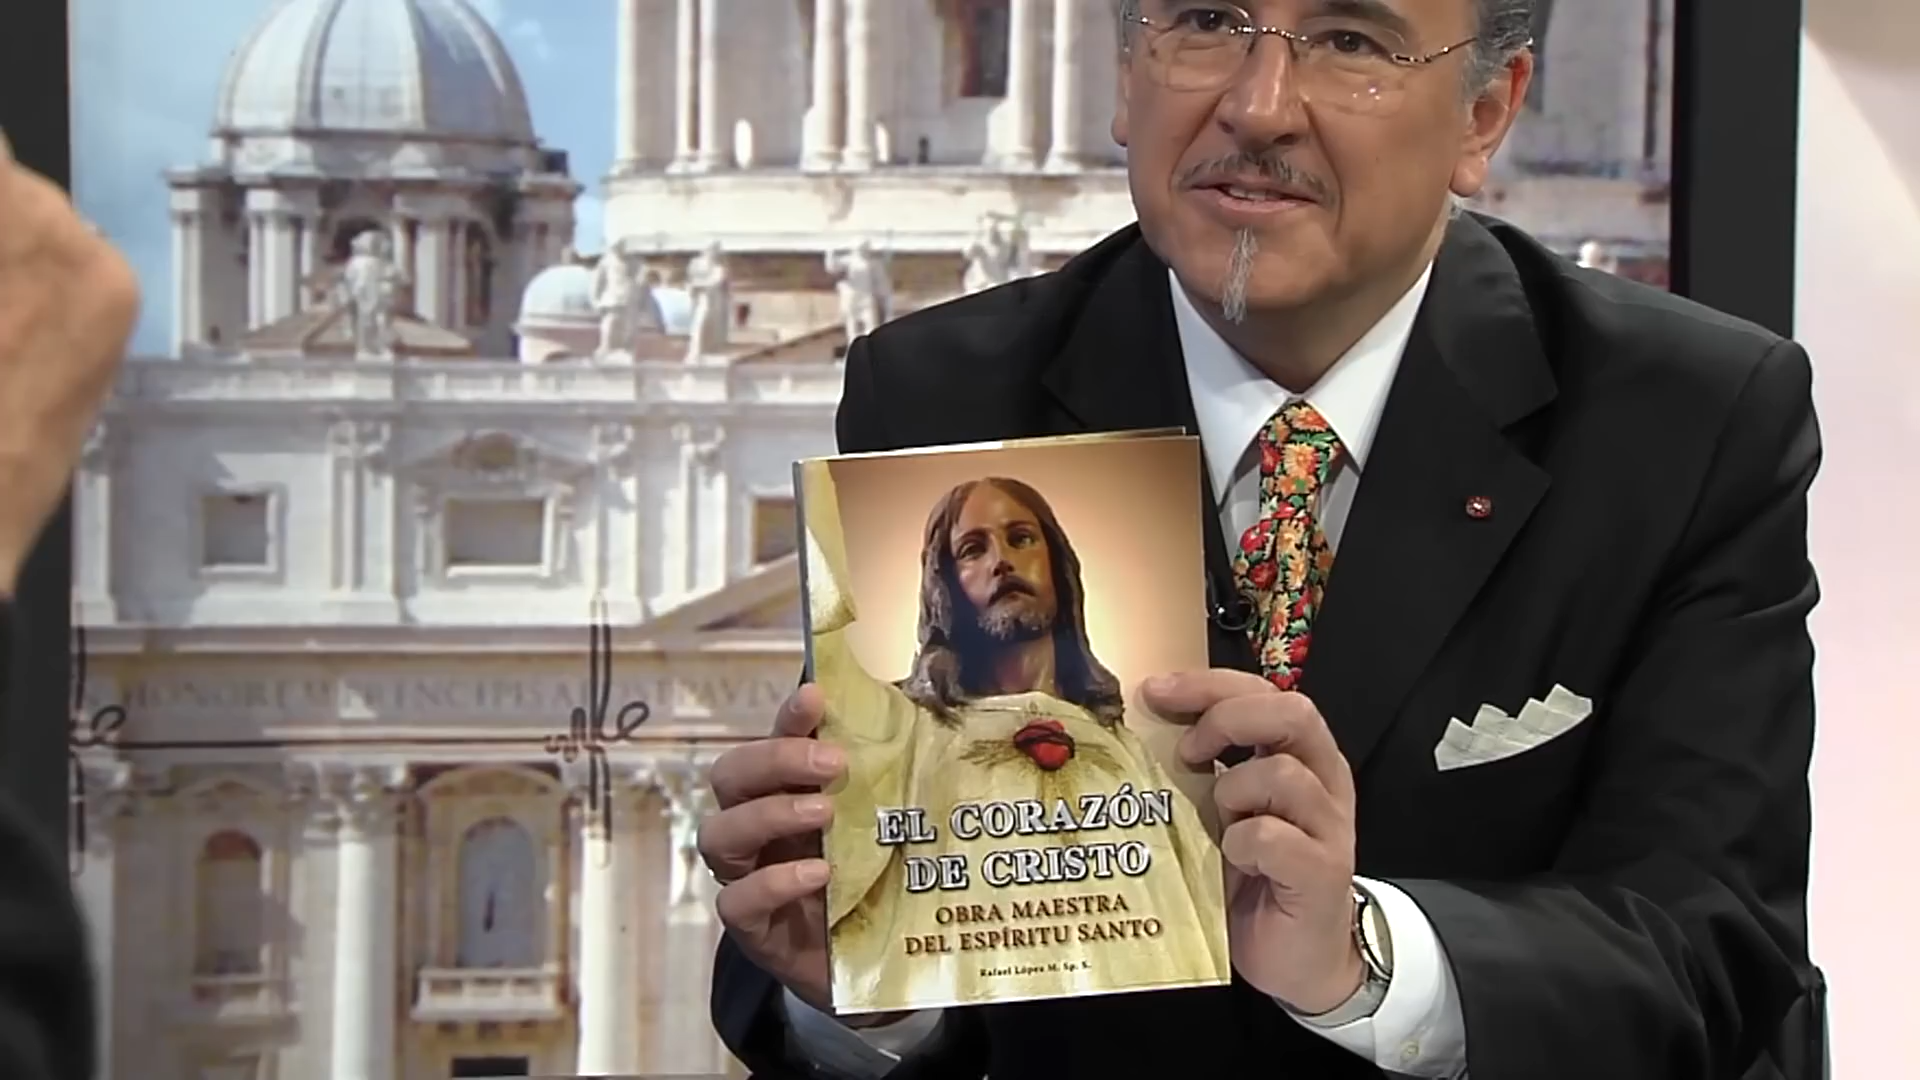 EL CORAZÓN
DE CRISTO
OBRA MAESTRA
DEL ESPÍRITU SANTO
Rafael López M. Sp. S.